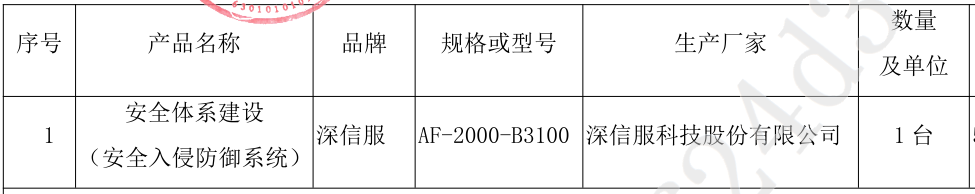 序号 产品名称 品牌 规格或型号 生产厂家 数量
及单位
1 安全体系建设
（安全入侵防御系统） 深信服 AF-2000-B3100 深信服科技股份有限公司 1台